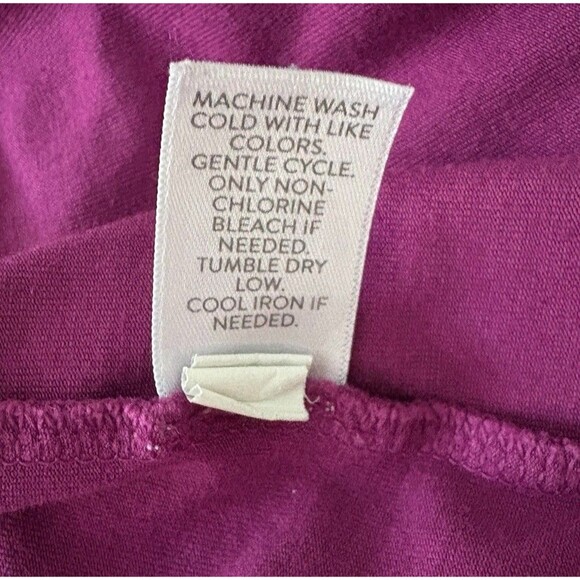 MACHINE WASH
COLD WITH LIKE
COLORS.
GENTLE CYCLE.
ONLY NON-
CHLORINE
BLEACH IF
NEEDED.
TUMBLE DRY
LOW.
COOL IRON IF
NEEDED.